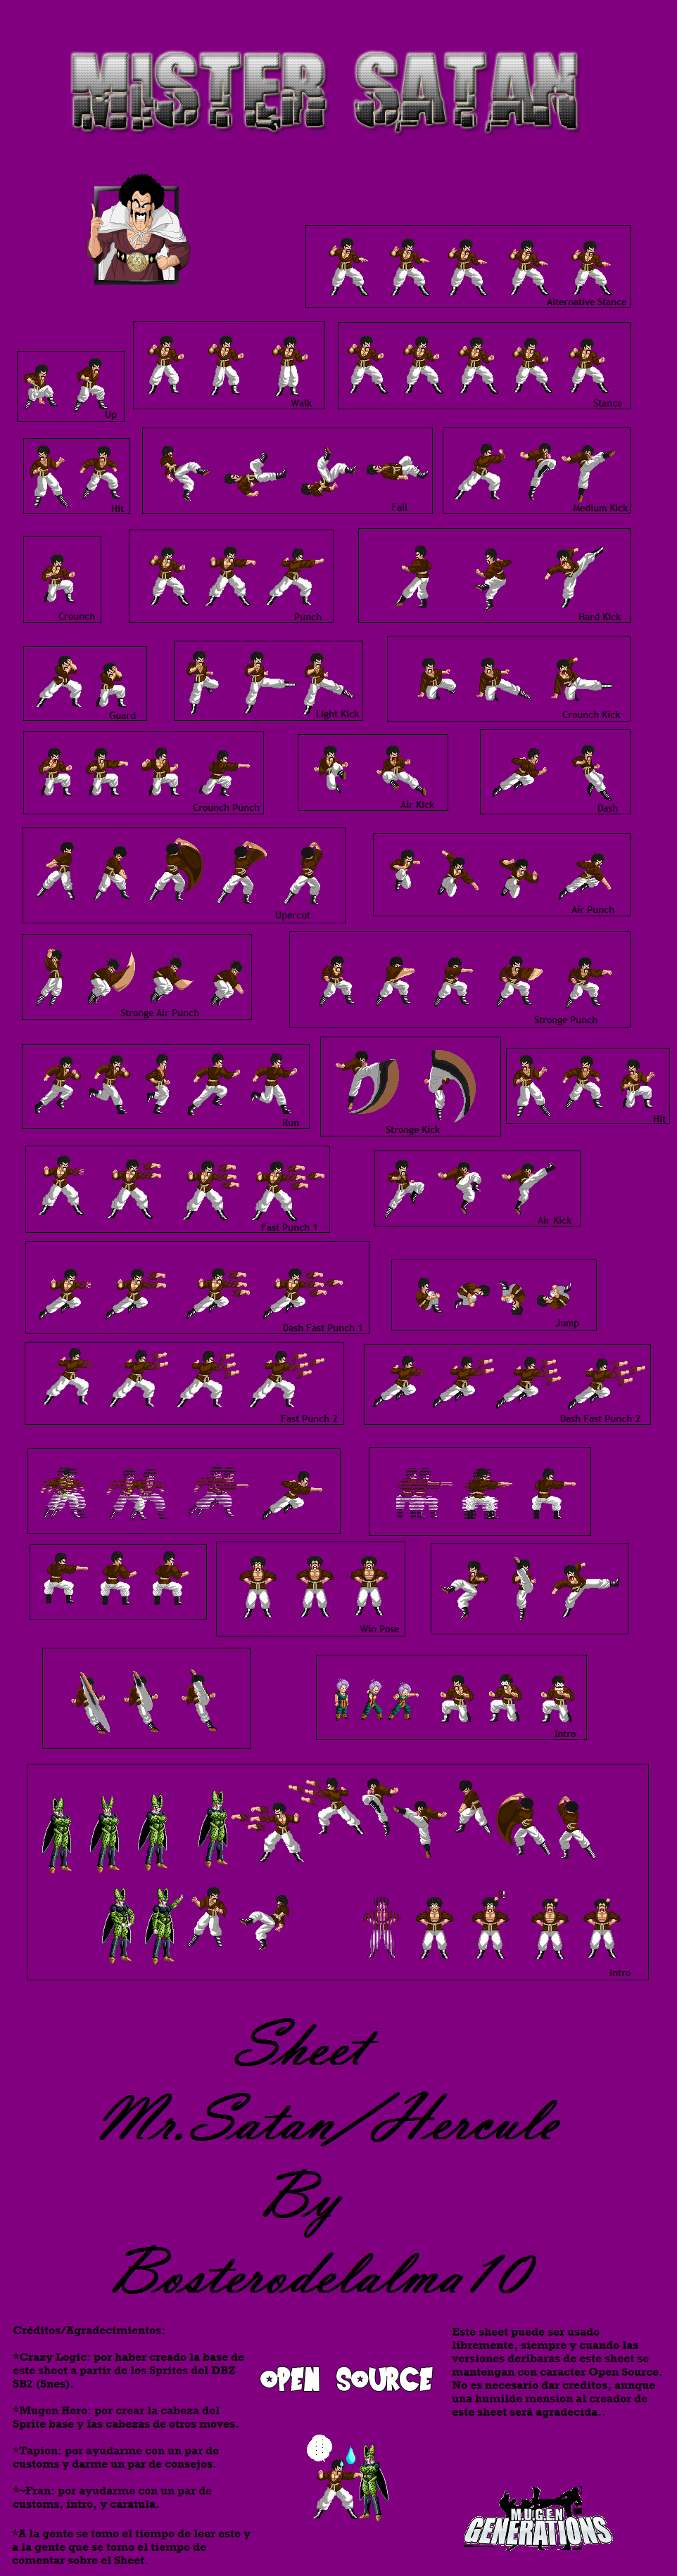 MISTER SATAN
Alternative Stance
Up
Walk
Stance
Hit
Fall
Medium Kick
Crounch
Punch
Hard Kick
Guard
Light Kick
Crounch Kick
Crounch Punch
Air Kick
Dash
Upercut
Air Punch
Stronge Air Punch
Stronge Punch
Run
Stronge Kick
Hit
Fast Punch 1
Air Kick
Dash Fast Punch 1
Jump
Fast Punch 2
Dash Fast Punch 2
Win Pose
Intro
Intro
Sheet
Mr.Satan/Hercule
By
Bosterodelalma10
Créditos/Agradecimientos:
*Crazy Logic: por haber creado la base de
este sheet a partir de los Sprites del DBZ
SB2 (Snes).
*Mugen Hero: por crear la cabeza del
Sprite base y las cabezas de otros moves.
*Tapion: por ayudarme con un par de
customs y darme un par de consejos.
*~Fran: por ayudarme con un par de
customs, intro, y caratula.
*A la gente se tomo el tiempo de leer esto y
a la gente que se tomo el tiempo de
comentar sobre el Sheet.
OPEN SOURCE
Este sheet puede ser usado
libremente, siempre y cuando las
versiones deribaras de este sheet se
mantengan con caracter Open Source.
No es necesario dar creditos, aunque
una humilde mension al creador de
este sheet será agradecida..
M.U.G.E.N
GENERATIONS